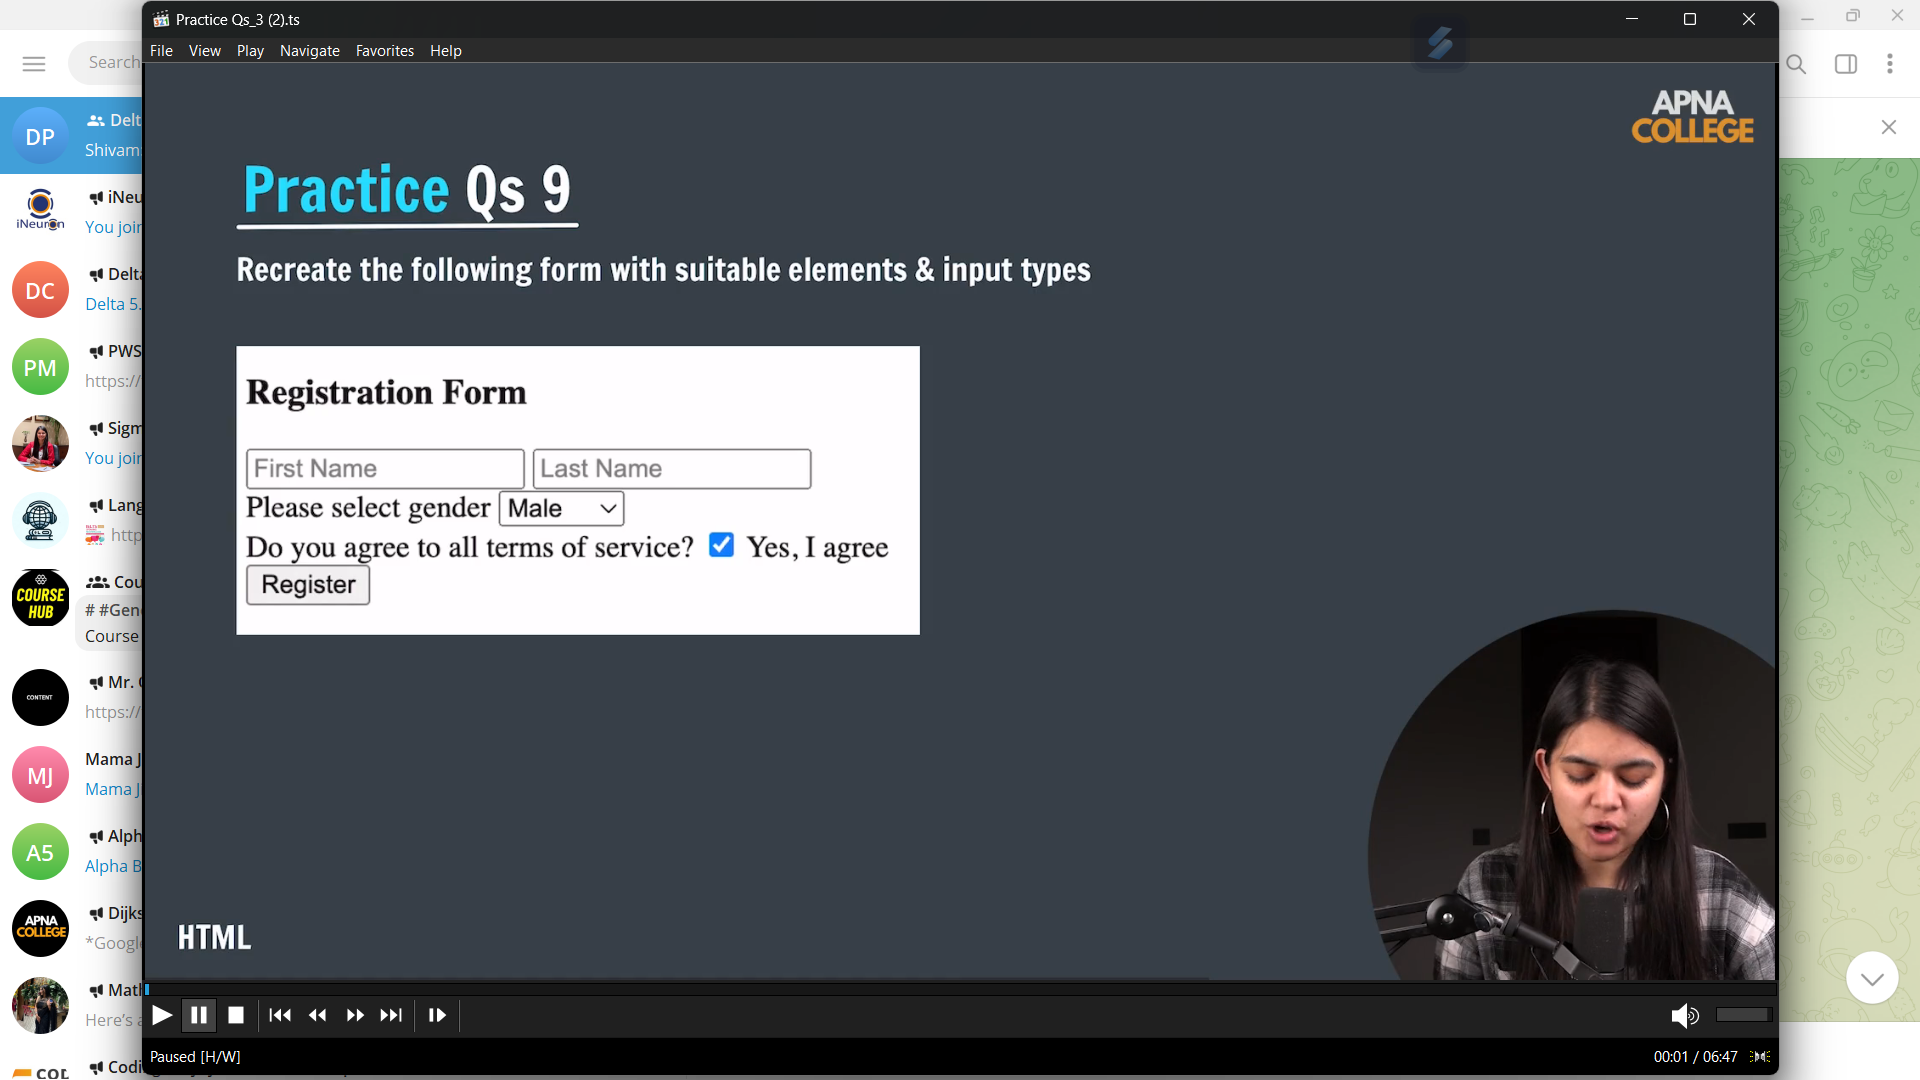 Practice Qs_3 (2).ts
File View Play Navigate Favorites Help
Search
APNA
COLLEGE
Practice Qs 9
Recreate the following form with suitable elements & input types
Registration Form
First Name Last Name
Please select gender Male
Do you agree to all terms of service? Yes, I agree
Register
HTML
Paused [H/W]
00:01 / 06:47
DP
Delt
Shivam
iNeuron
iNeu
You join
DC
Delta
Delta 5.
PM
PWS
https://
Sigm
You join
Lang
http
COURSE
HUB
Cou
# #Gen
Course
CONTENT
Mr.
https://
MJ
Mama J
Mama J
A5
Alph
Alpha B
APNA
COLLEGE
Dijks
*Googl
Math
Here's a
Codi